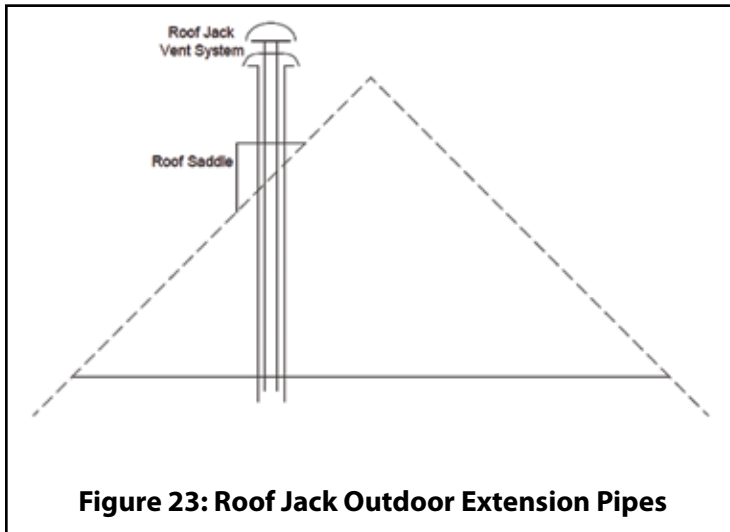 Roof Jack
Vent System
Roof Saddle
Figure 23: Roof Jack Outdoor Extension Pipes